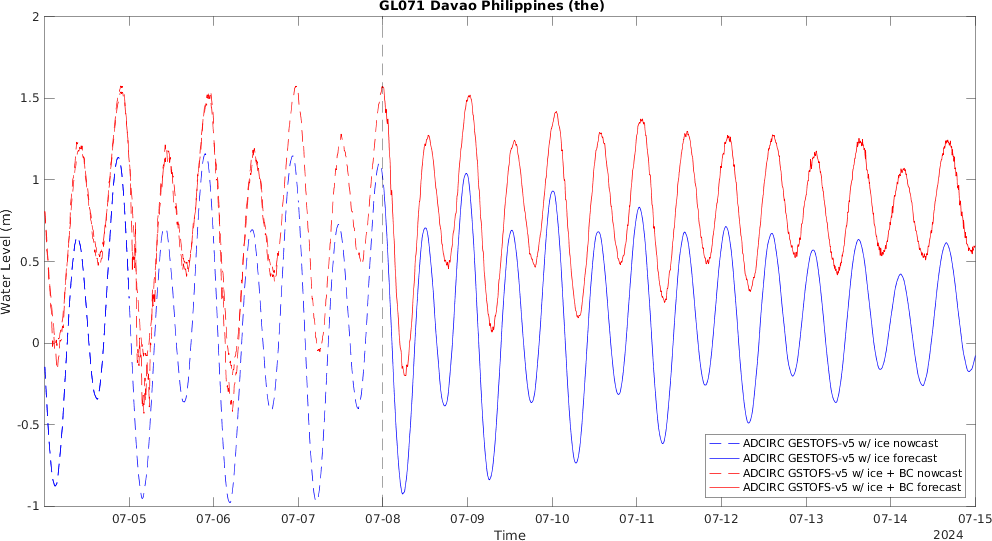 GL071 Davao Philippines (the)
2
1.5
1
0.5
0
-0.5
-1
Water Level (m)
ADCIRC GESTOFS-v5 w/ ice nowcast
ADCIRC GESTOFS-v5 w/ ice forecast
ADCIRC GSTOFS-v5 w/ ice + BC nowcast
ADCIRC GSTOFS-v5 w/ ice + BC forecast
07-05 07-06 07-07 07-08 07-09 07-10 07-11 07-12 07-13 07-14 07-15
Time
2024